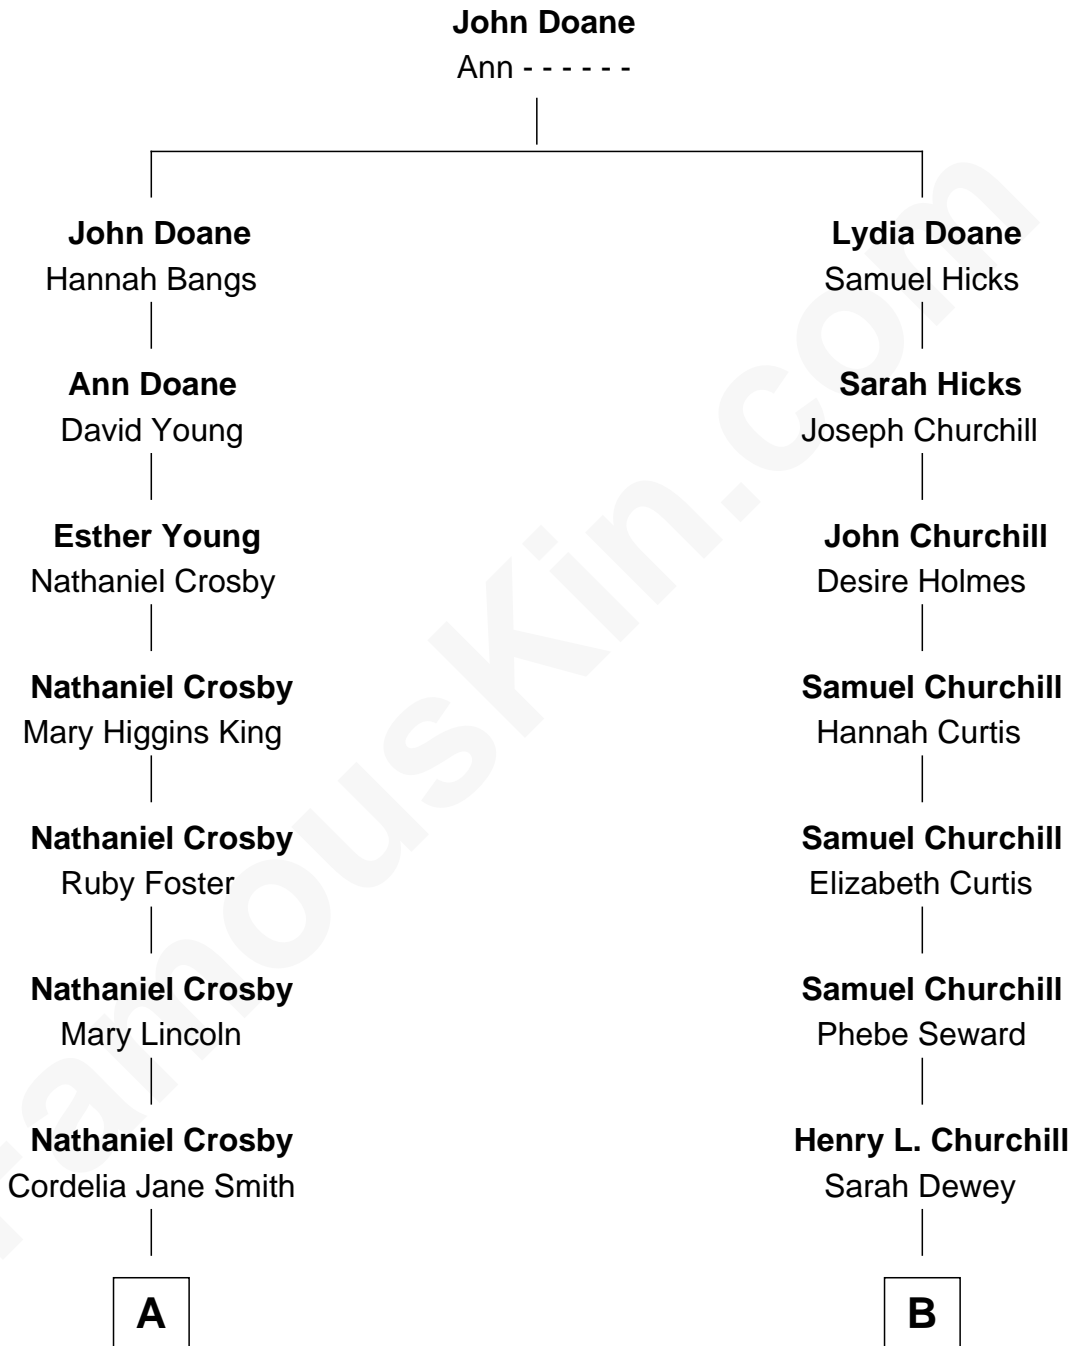 John Doane
Ann - - - - - -
John Doane
Hannah Bangs
Lydia Doane
Samuel Hicks
Ann Doane
David Young
Sarah Hicks
Joseph Churchill
Esther Young
Nathaniel Crosby
John Churchill
Desire Holmes
Nathaniel Crosby
Mary Higgins King
Samuel Churchill
Hannah Curtis
Nathaniel Crosby
Ruby Foster
Samuel Churchill
Elizabeth Curtis
Nathaniel Crosby
Mary Lincoln
Samuel Churchill
Phebe Seward
Nathaniel Crosby
Cordelia Jane Smith
Henry L. Churchill
Sarah Dewey
A
B
FamousKin.com